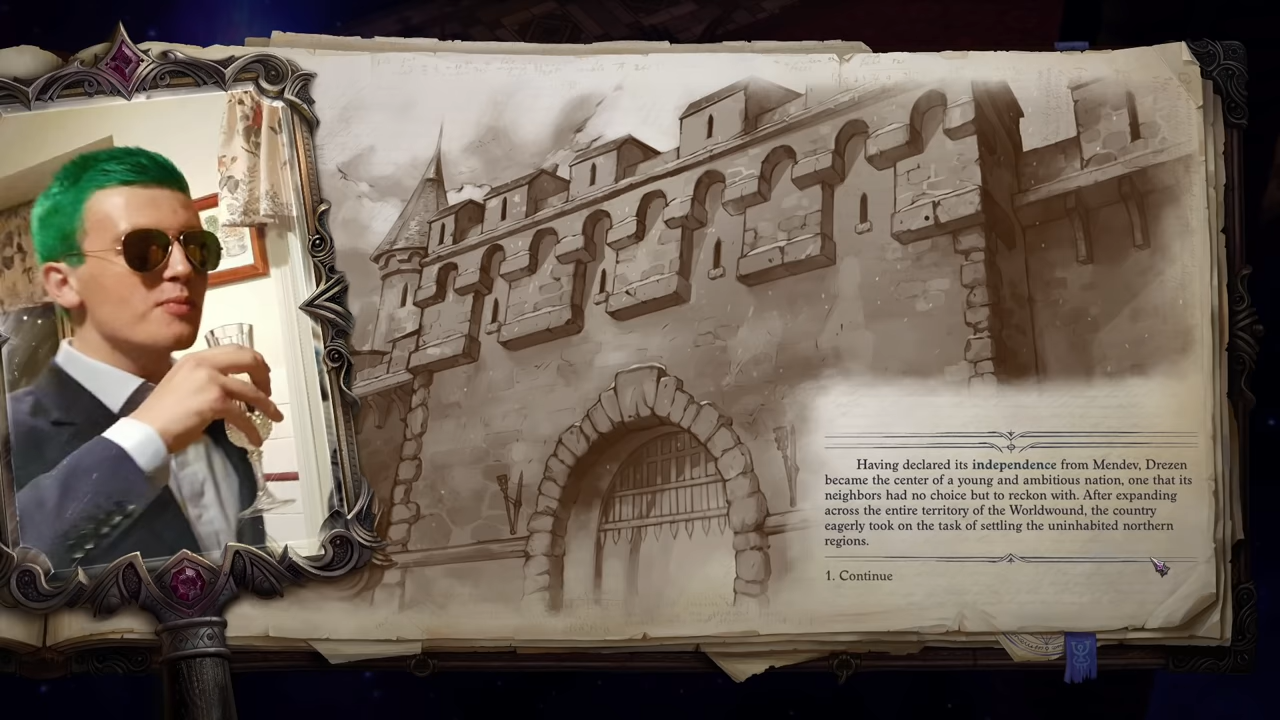 Having declared its independence from Mendev, Drezen
became the center of a young and ambitious nation, one that its
neighbors had no choice but to reckon with. After expanding
across the entire territory of the Worldwound, the country
eagerly took on the task of settling the uninhabited northern
regions.
1. Continue